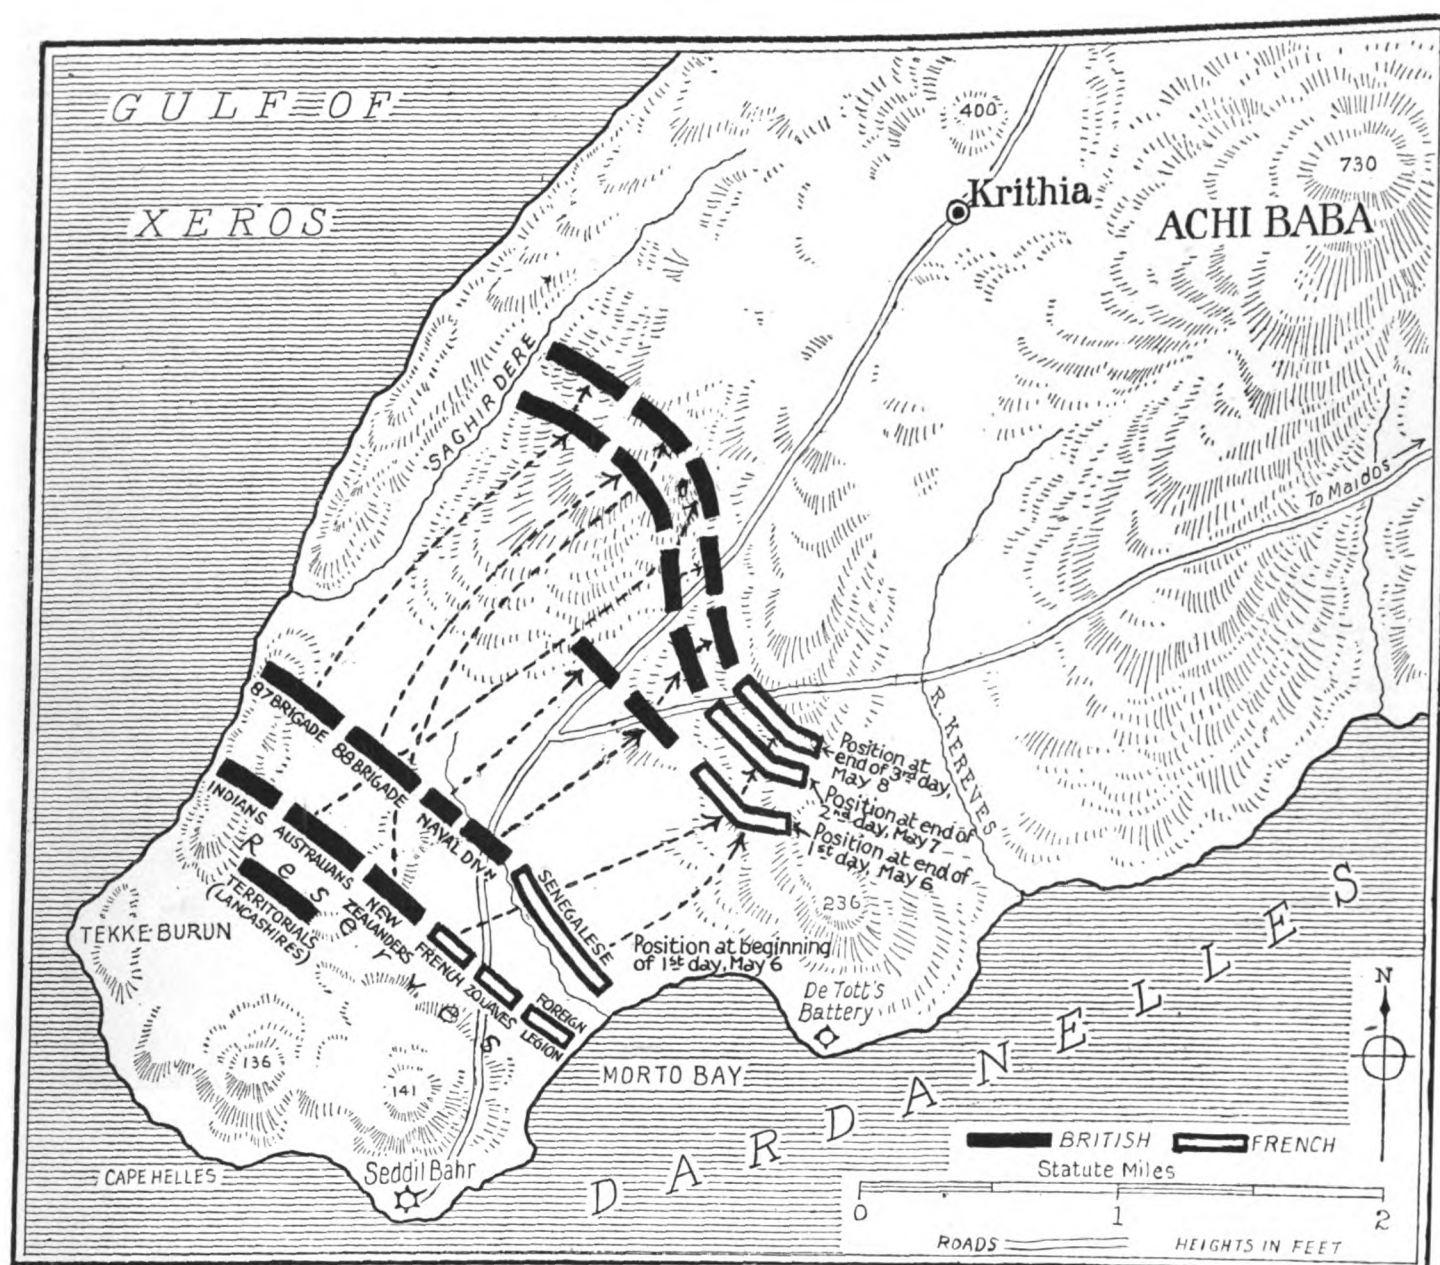 GULF OF
XEROS
400
Krithia
730
ACHI BABA
SAGHIR DERE
To Maidos
R. KEREVES
87 BRIGADE
88 BRIGADE
NAVAL DIVN
SENEGALESE
INDIANS
AUSTRALIANS
NEW
ZEALANDERS
FRENCH ZOUAVES
FOREIGN
LEGION
Reserves
TERRITORIALS
(LANCASHIRES)
Position at
end of 3rd day,
May 8
Position at end of
2nd day, May 7
Position at end of
1st day, May 6
Position at beginning
of 1st day, May 6
236
De Tott's
Battery
TEKKE BURUN
136
141
MORTO BAY
DARDANELLES
CAPE HELLES
Seddil Bahr
N
BRITISH FRENCH
Statute Miles
0 1 2
ROADS HEIGHTS IN FEET